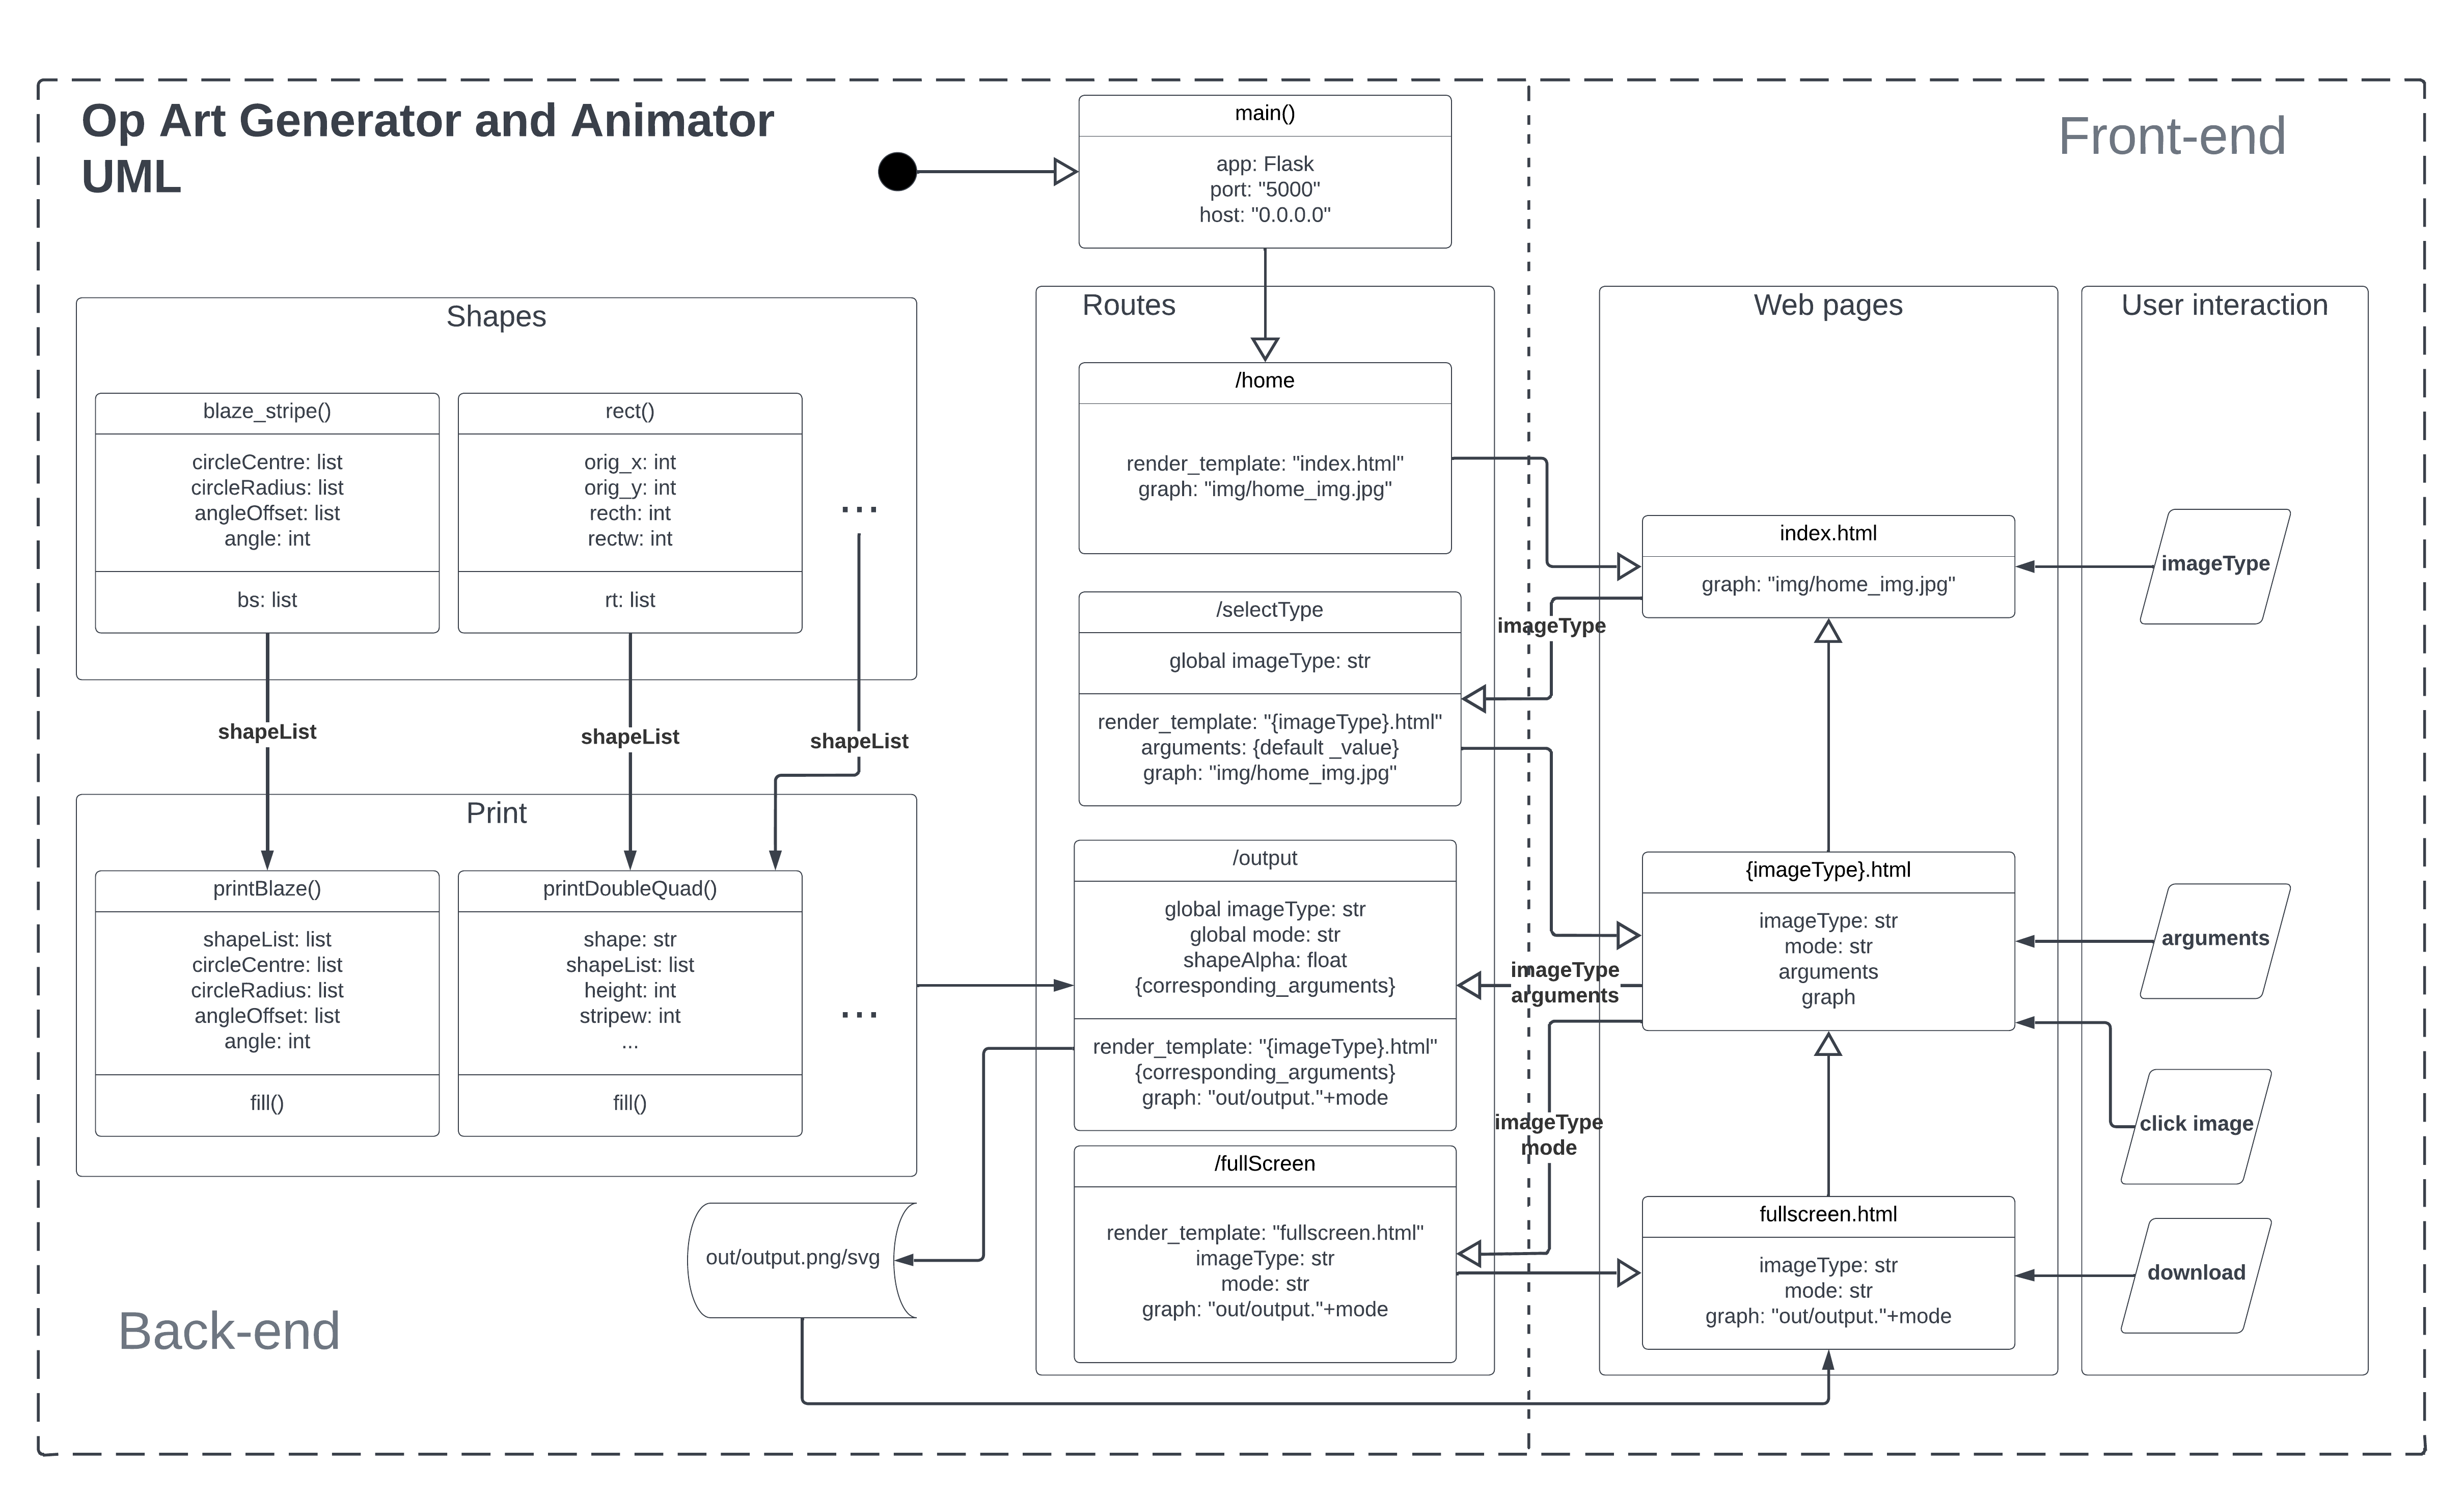 Op Art Generator and Animator
UML
Front-end
main()
app: Flask
port: "5000"
host: "0.0.0.0"
Shapes
blaze_stripe()
circleCentre: list
circleRadius: list
angleOffset: list
angle: int
bs: list
rect()
orig_x: int
orig_y: int
recth: int
rectw: int
rt: list
...
shapeList
shapeList
shapeList
Print
printBlaze()
shapeList: list
circleCentre: list
circleRadius: list
angleOffset: list
angle: int
fill()
printDoubleQuad()
shape: str
shapeList: list
height: int
stripew: int
...
fill()
...
out/output.png/svg
Back-end
Routes
/home
render_template: "index.html"
graph: "img/home_img.jpg"
/selectType
global imageType: str
render_template: "{imageType}.html"
arguments: {default _value}
graph: "img/home_img.jpg"
/output
global imageType: str
global mode: str
shapeAlpha: float
{corresponding_arguments}
render_template: "{imageType}.html"
{corresponding_arguments}
graph: "out/output."+mode
/fullScreen
render_template: "fullscreen.html"
imageType: str
mode: str
graph: "out/output."+mode
imageType
imageType
arguments
imageType
mode
Web pages
index.html
graph: "img/home_img.jpg"
{imageType}.html
imageType: str
mode: str
arguments
graph
fullscreen.html
imageType: str
mode: str
graph: "out/output."+mode
User interaction
imageType
arguments
click image
download